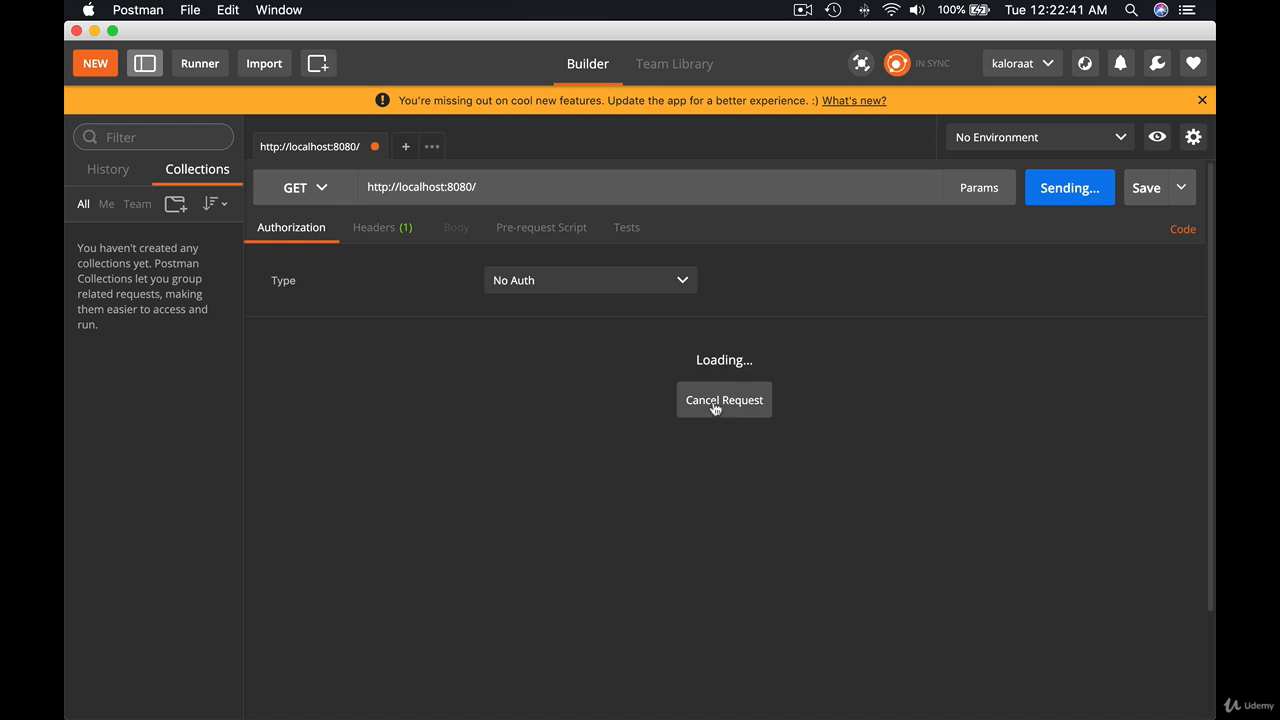 Postman File Edit Window 100% Tue 12:22:41 AM
NEW Runner Import Builder Team Library IN SYNC kaloraat
You're missing out on cool new features. Update the app for a better experience. :) What's new?
Filter
History Collections
All Me Team
You haven't created any
collections yet. Postman
Collections let you group
related requests, making
them easier to access and
run.
http://localhost:8080/
No Environment
GET http://localhost:8080/ Params Sending... Save
Authorization Headers (1) Body Pre-request Script Tests Code
Type No Auth
Loading...
Cancel Request
Udemy